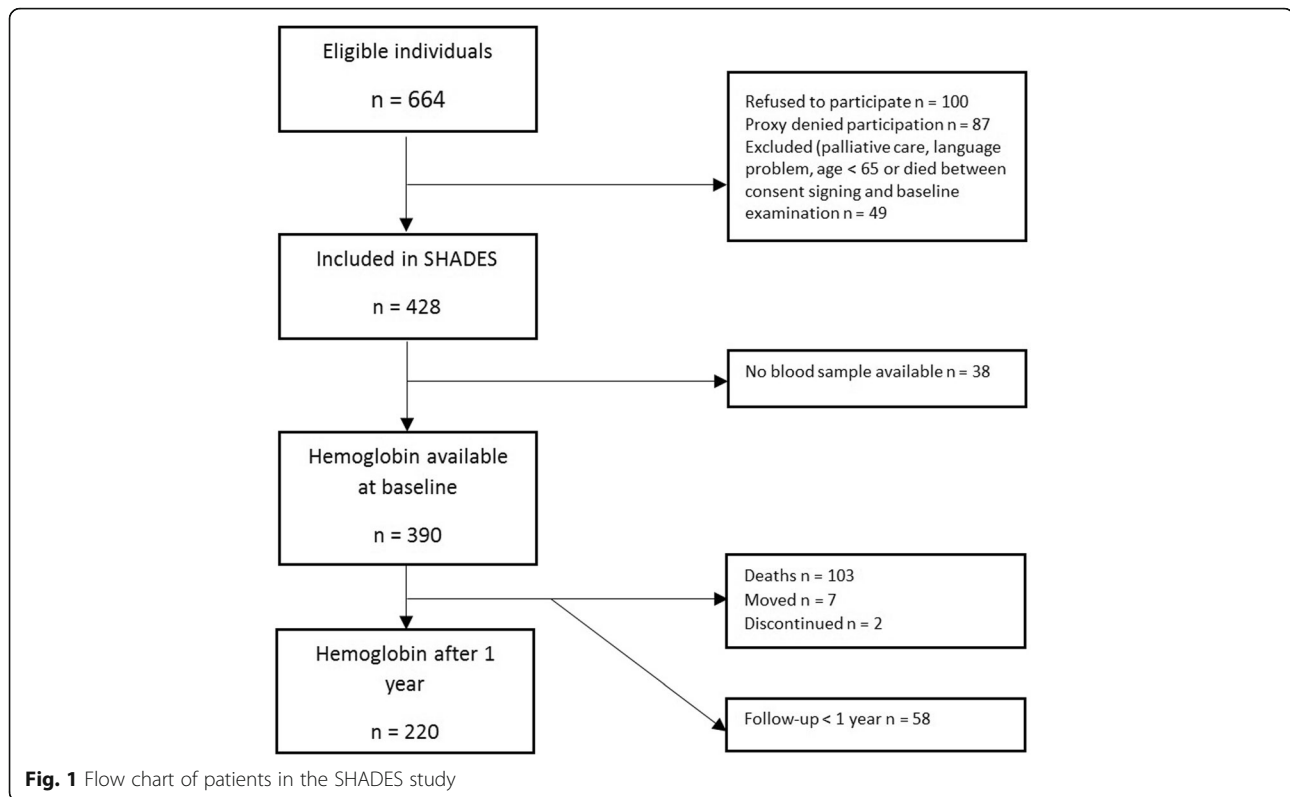 Eligible individuals
n = 664
Refused to participate n = 100
Proxy denied participation n = 87
Excluded (palliative care, language
problem, age < 65 or died between
consent signing and baseline
examination n = 49
Included in SHADES
n = 428
No blood sample available n = 38
Hemoglobin available
at baseline
n = 390
Deaths n = 103
Moved n = 7
Discontinued n = 2
Hemoglobin after 1
year
n = 220
Follow-up < 1 year n = 58
Fig. 1 Flow chart of patients in the SHADES study